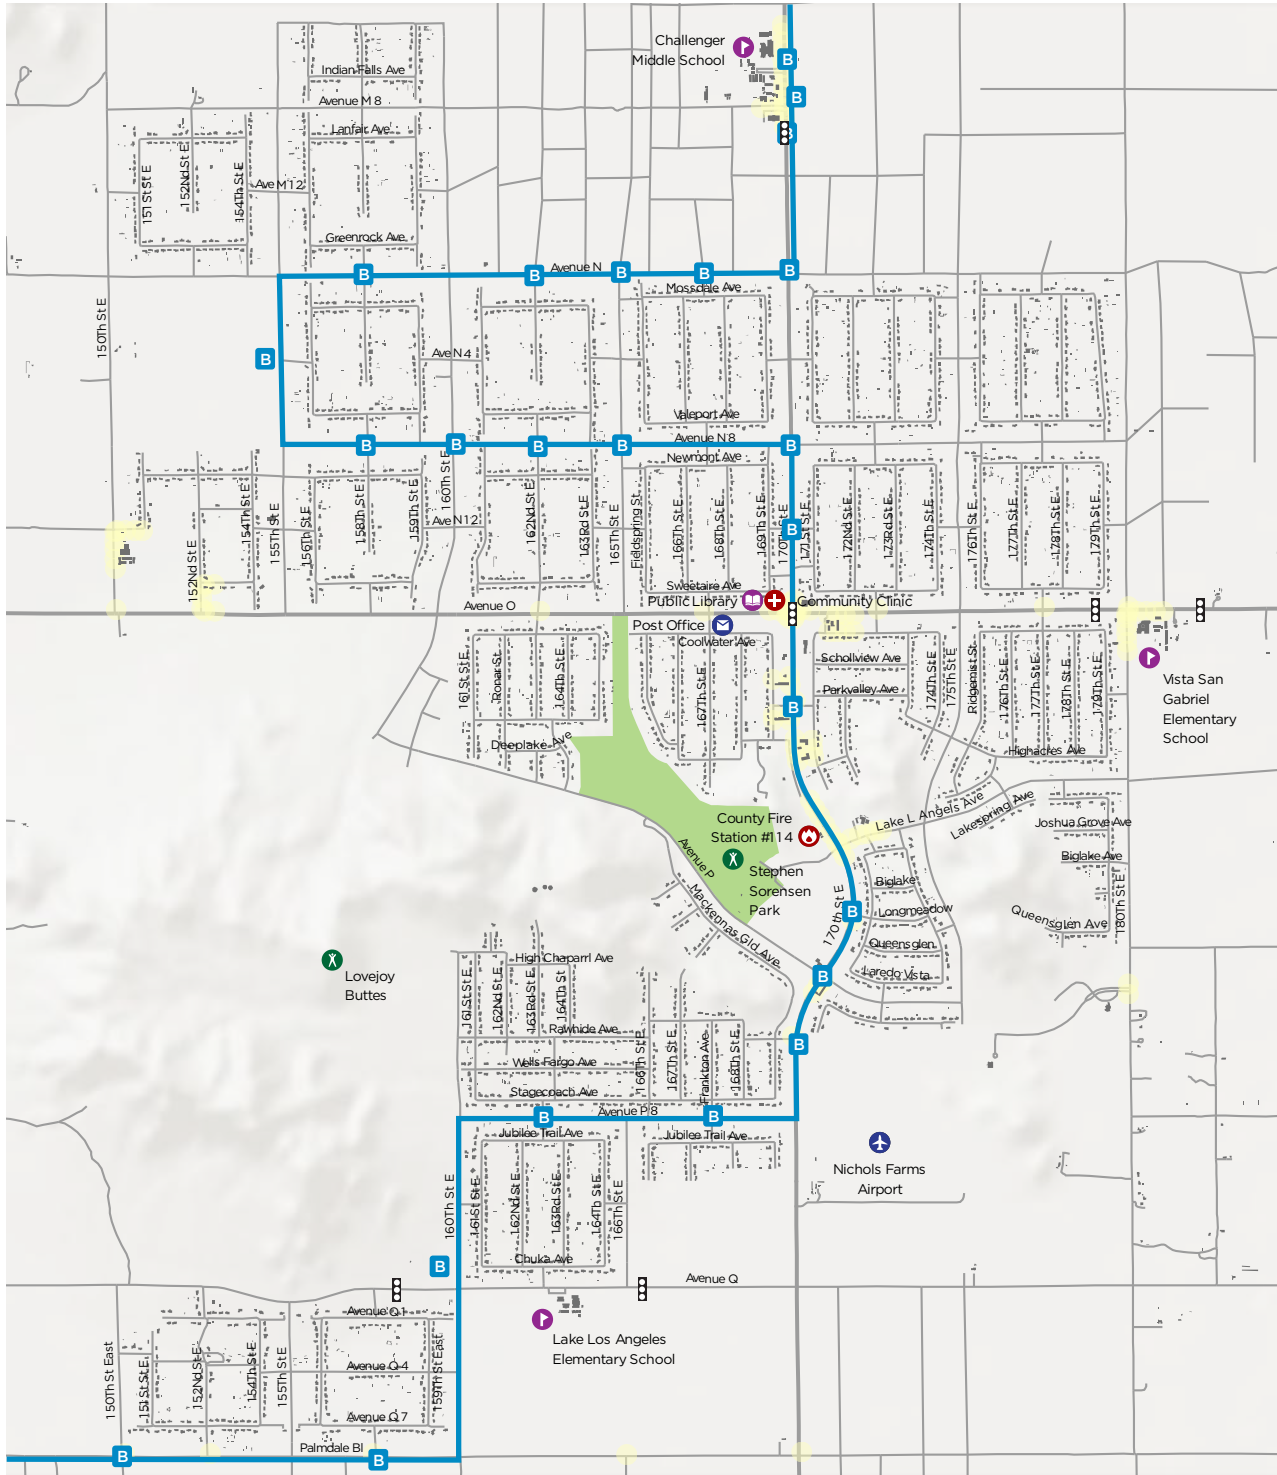 Challenger
Middle School
B
Indian Falls Ave
B
Avenue M 8
Lanfair Ave
B
151 St St E
152Nd St E
154Th St E
Ave M 12
Greenrock Ave
Avenue N
B
B
B
B
B
Mossdale Ave
150Th St E
B
Ave N 4
Valeport Ave
Avenue N 8
B
B
B
B
B
Newmont Ave
160Th St E
154Th St E
155Th St E
156Th St E
158Th St E
159Th St E
Ave N 12
162Nd St E
163Rd St E
165Th St E
Fieldspring St
166Th St E
168Th St E
169Th St E
170Th St E
B
171St St E
172Nd St E
173Rd St E
174Th St E
176Th St E
177Th St E
178Th St E
179Th St E
152Nd St E
Sweetaire Ave
Avenue O
Public Library
Community Clinic
Post Office
Coolwater Ave
161 St St E
Ronar St
164Th St E
167Th St E
Schollview Ave
Parkvalley Ave
174Th St E
175Th St E
Ridgamist St
176Th St E
177Th St E
178Th St E
179Th St E
Vista San
Gabriel
Elementary
School
B
Deeplake Ave
Highacres Ave
Lake L Angels Ave
Lakespring Ave
County Fire
Station #114
Joshua Grove Ave
Biglake Ave
Avenue P
Stephen
Sorensen
Park
Biglake
180Th St E
Mackennas Gld Ave
170th St E
B
Longmeadow
Queensglen Ave
Queensglen
Lovejoy
Buttes
High Chaparrl Ave
B
Laredo Vista
161 St St E
162Nd St E
163Rd St E
164Th St
Rawhide Ave
B
Wells Fargo Ave
166Th St E
167Th St E
Frankton Ave
168Th St E
Stagecoach Ave
Avenue P 8
B
B
Jubilee Trail Ave
Jubilee Trail Ave
Nichols Farms
Airport
160Th St E
161St St E
162Nd St E
163Rd St E
164Th St E
166Th St E
Chuka Ave
B
Avenue Q
Avenue Q 1
Lake Los Angeles
Elementary School
150Th St East
151 St St E
152Nd St E
154Th St E
155Th St E
Avenue Q 4
159Th St East
Avenue Q 7
Palmdale Bl
B
B